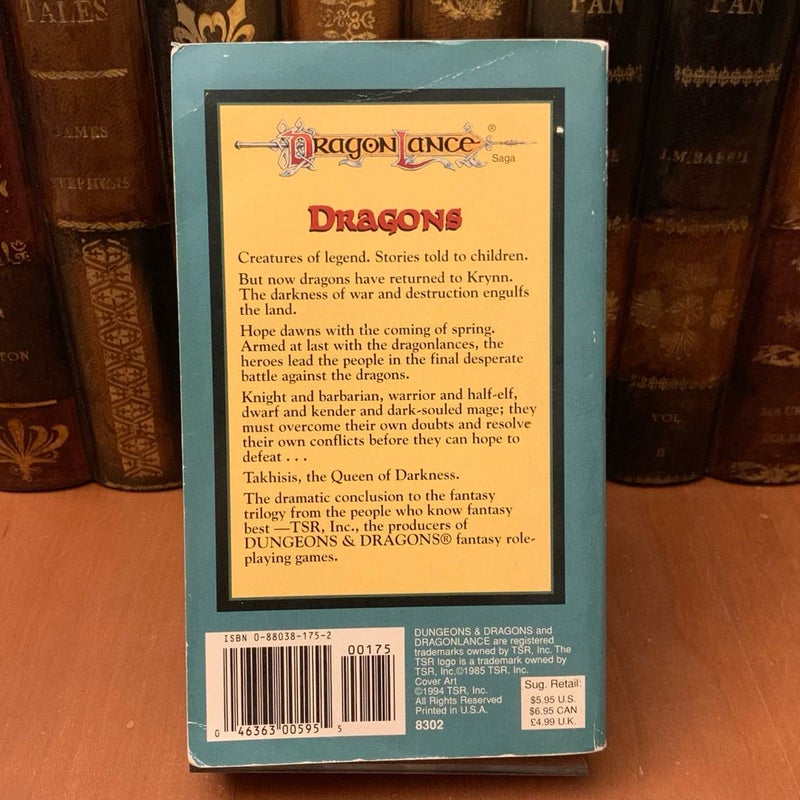 TALES
PAN
PAN
JAMES
STEPHENS
J.M.BARRIE
VOL
II
DRAGONLANCE®
Saga
DRAGONS
Creatures of legend. Stories told to children.
But now dragons have returned to Krynn.
The darkness of war and destruction engulfs
the land.
Hope dawns with the coming of spring.
Armed at last with the dragonlances, the
heroes lead the people in the final desperate
battle against the dragons.
Knight and barbarian, warrior and half-elf,
dwarf and kender and dark-souled mage; they
must overcome their own doubts and resolve
their own conflicts before they can hope to
defeat . . .
Takhisis, the Queen of Darkness.
The dramatic conclusion to the fantasy
trilogy from the people who know fantasy
best —TSR, Inc., the producers of
DUNGEONS & DRAGONS® fantasy role-
playing games.
ISBN 0-88038-175-2
00175
0 46363 00595 5
DUNGEONS & DRAGONS and
DRAGONLANCE are registered
trademarks owned by TSR, Inc. The
TSR logo is a trademark owned by
TSR, Inc.©1985 TSR, Inc.
Cover Art
©1994 TSR, Inc.
All Rights Reserved
Printed in U.S.A.
8302
Sug. Retail:
$5.95 U.S.
$6.95 CAN
£4.99 U.K.